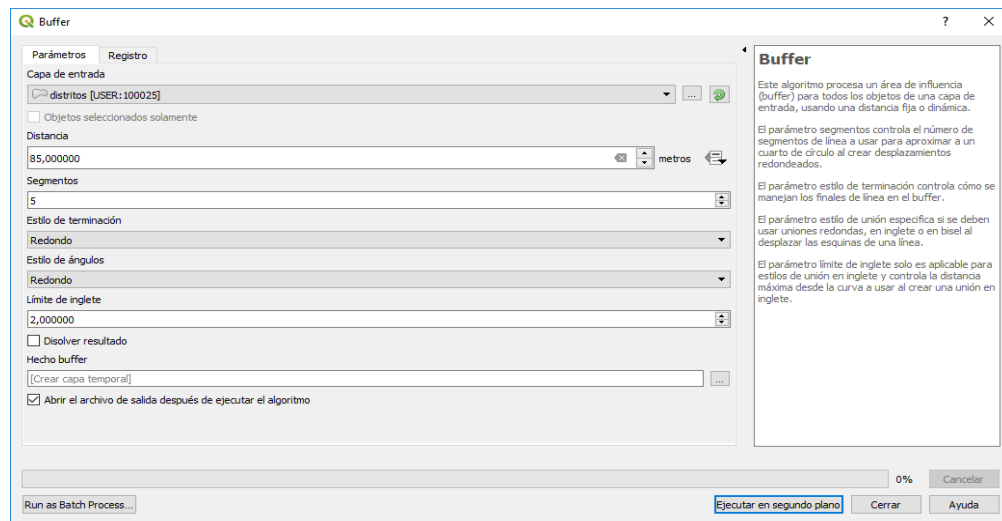 Buffer
Parámetros
Registro
Capa de entrada
distritos [USER:100025]
...
Objetos seleccionados solamente
Distancia
85,000000
metros
Segmentos
5
Estilo de terminación
Redondo
Estilo de ángulos
Redondo
Límite de inglete
2,000000
Disolver resultado
Hecho buffer
[Crear capa temporal]
...
Abrir el archivo de salida después de ejecutar el algoritmo
Buffer
Este algoritmo procesa un área de influencia
(buffer) para todos los objetos de una capa de
entrada, usando una distancia fija o dinámica.
El parámetro segmentos controla el número de
segmentos de línea a usar para aproximar a un
cuarto de círculo al crear desplazamientos
redondeados.
El parámetro estilo de terminación controla cómo se
manejan los finales de línea en el buffer.
El parámetro estilo de unión especifica si se deben
usar uniones redondas, en inglete o en bisel al
desplazar las esquinas de una línea.
El parámetro límite de inglete solo es aplicable para
estilos de unión en inglete y controla la distancia
máxima desde la curva a usar al crear una unión en
inglete.
0%
Cancelar
Run as Batch Process...
Ejecutar en segundo plano
Cerrar
Ayuda